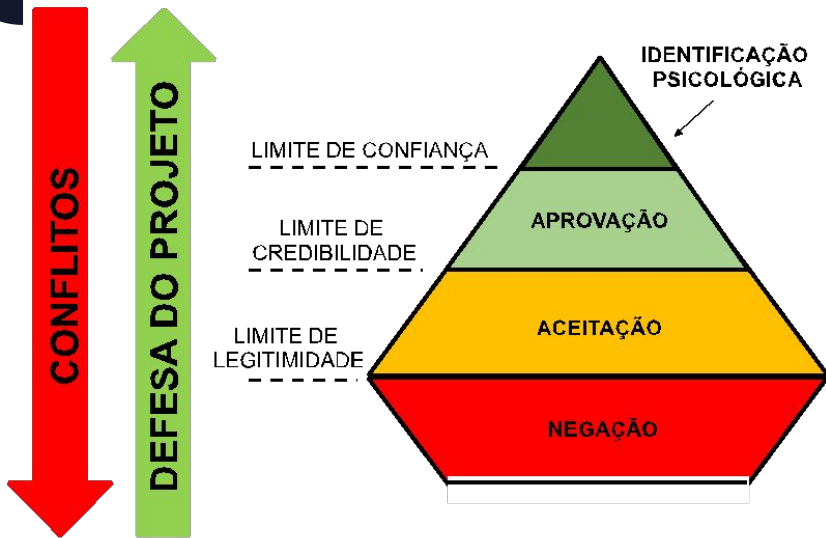 CONFLITOS
DEFESA DO PROJETO
IDENTIFICAÇÃO
PSICOLÓGICA
LIMITE DE CONFIANÇA
APROVAÇÃO
LIMITE DE
CREDIBILIDADE
ACEITAÇÃO
LIMITE DE
LEGITIMIDADE
NEGAÇÃO